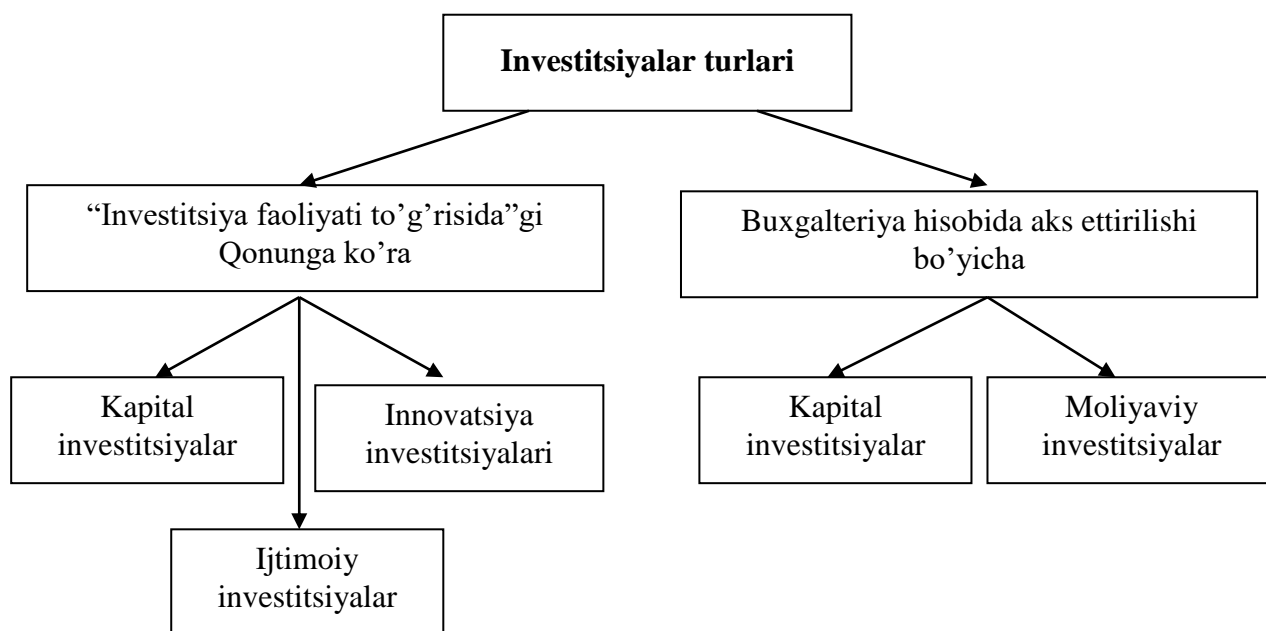 Investitsiyalar turlari
“Investitsiya faoliyati to’g’risida”gi
Qonunga ko’ra
Buxgalteriya hisobida aks ettirilishi
bo’yicha
Kapital
investitsiyalar
Innovatsiya
investitsiyalari
Kapital
investitsiyalar
Moliyaviy
investitsiyalar
Ijtimoiy
investitsiyalar